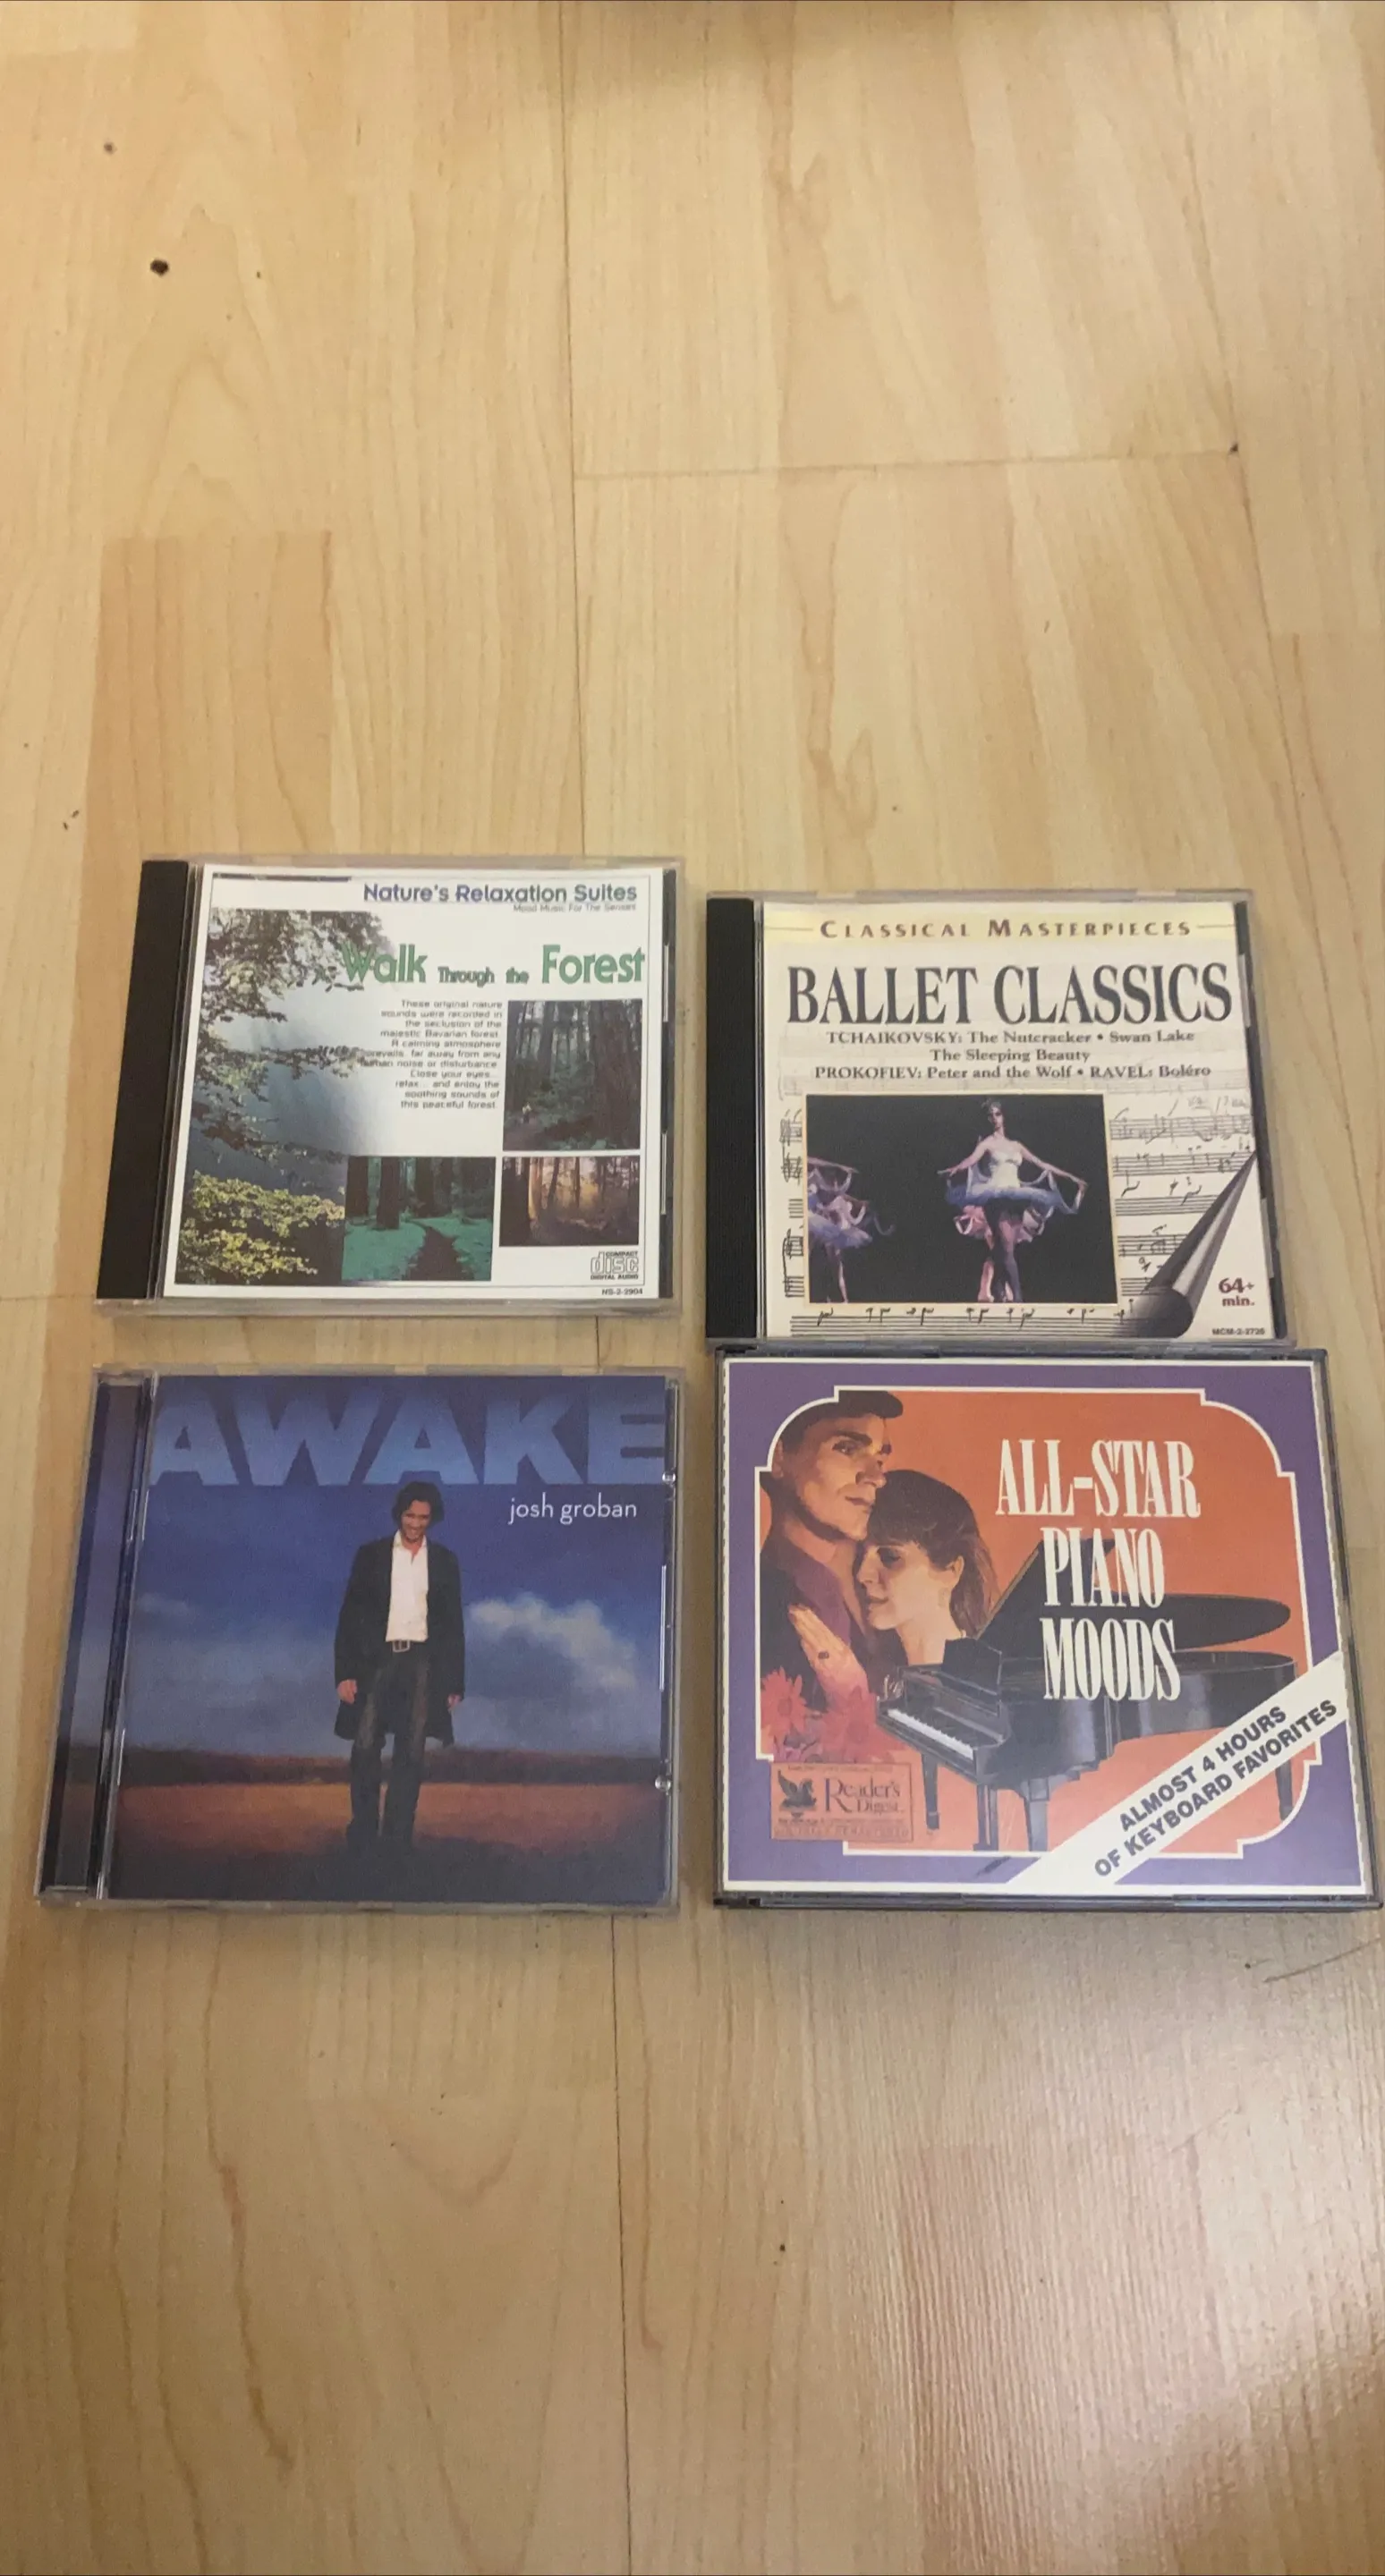 Nature's Relaxation Suites
Mood Music For The Senses
Walk Through the Forest
These original nature
sounds were recorded in
the seclusion of the
majestic Bavarian forest.
A calming atmosphere
prevails, far away from any
human noise or disturbance.
Close your eyes...
relax... and enjoy the
soothing sounds of
this peaceful forest.
COMPACT
disc
DIGITAL AUDIO
NS-2-2904
CLASSICAL MASTERPIECES
BALLET CLASSICS
TCHAIKOVSKY: The Nutcracker • Swan Lake
The Sleeping Beauty
PROKOFIEV: Peter and the Wolf • RAVEL: Boléro
64+
min.
AWAKE
josh groban
ALL-STAR
PIANO
MOODS
Reader's
Digest
ALMOST 4 HOURS
OF KEYBOARD FAVORITES